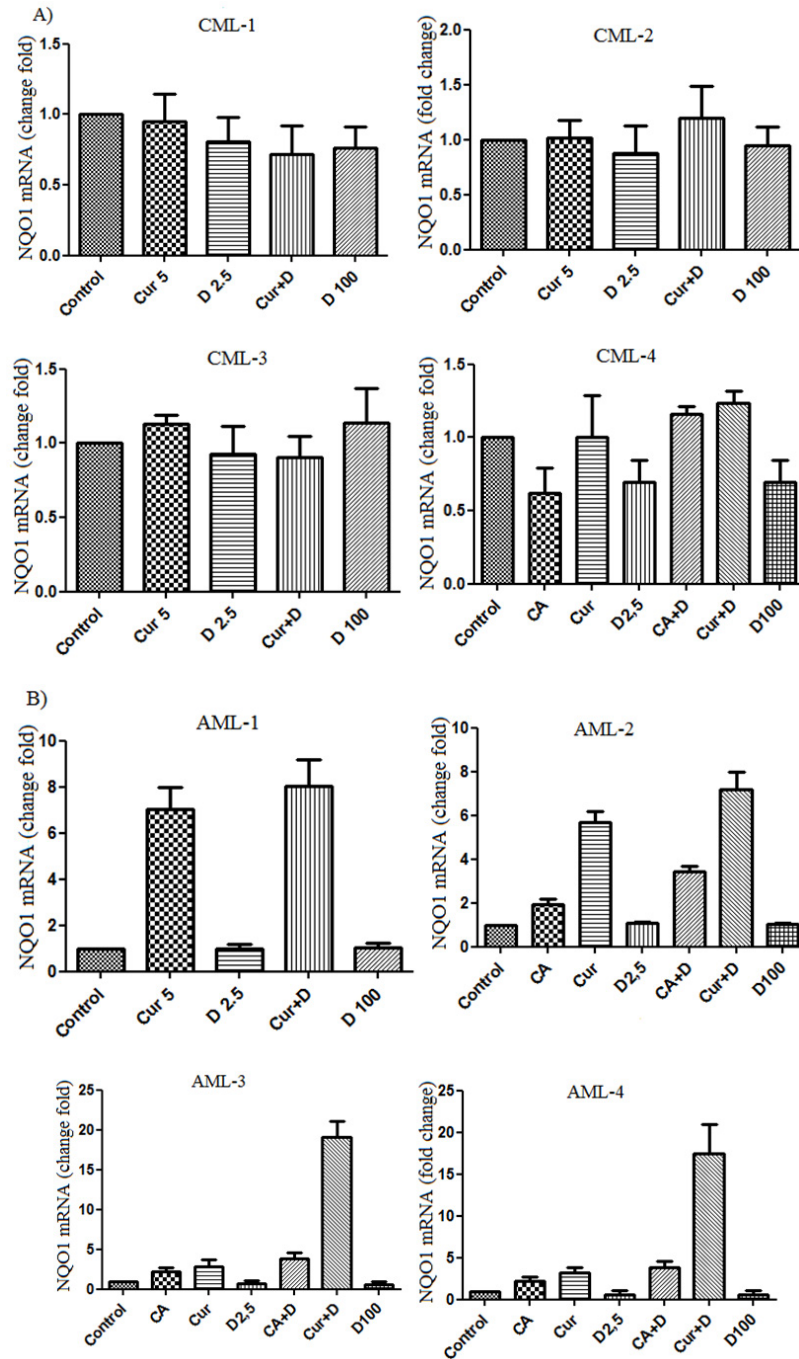 A)
CML-1
NQO1 mRNA (change fold)
1.5
1.0
0.5
0.0
Control
Cur 5
D 2.5
Cur+D
D 100
CML-2
NQO1 mRNA (fold change)
2.0
1.5
1.0
0.5
0.0
Control
Cur 5
D 2.5
Cur+D
D 100
CML-3
NQO1 mRNA (change fold)
1.5
1.0
0.5
0.0
Control
Cur 5
D 2.5
Cur+D
D 100
CML-4
NQO1 mRNA (change fold)
1.5
1.0
0.5
0.0
Control
CA
Cur
D2,5
CA+D
Cur+D
D100
B)
AML-1
NQO1 mRNA (change fold)
10
8
6
4
2
0
Control
Cur 5
D 2.5
Cur+D
D 100
AML-2
NQO1 mRNA (change fold)
10
8
6
4
2
0
Control
CA
Cur
D2,5
CA+D
Cur+D
D100
AML-3
NQO1 mRNA (change fold)
25
20
15
10
5
0
Control
CA
Cur
D2,5
CA+D
Cur+D
D100
AML-4
NQO1 mRNA (fold change)
25
20
15
10
5
0
Control
CA
Cur
D2,5
CA+D
Cur+D
D100